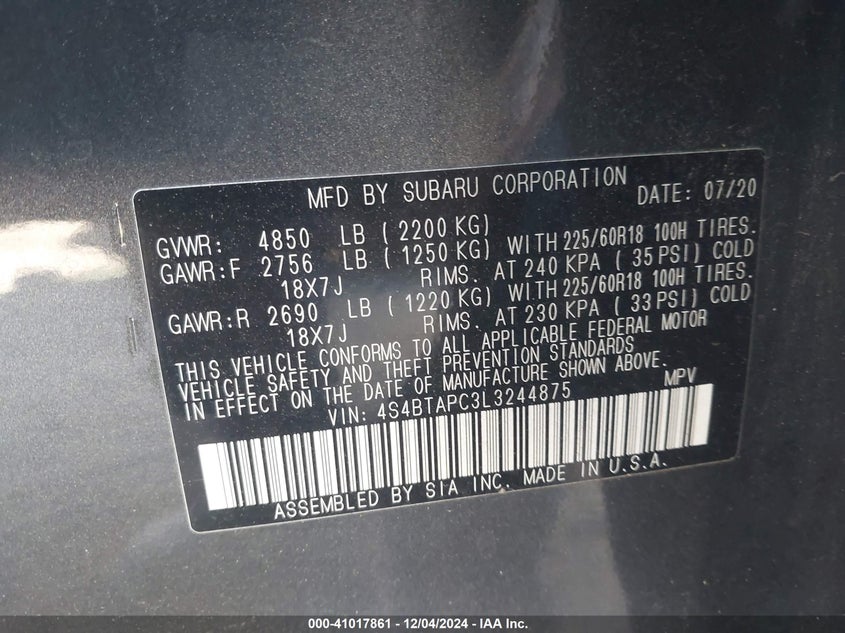 MFD BY SUBARU CORPORATION DATE: 07/20
GVWR: 4850 LB ( 2200 KG)
GAWR:F 2756 LB ( 1250 KG) WITH 225/60R18 100H TIRES.
18X7J RIMS. AT 240 KPA ( 35 PSI) COLD
GAWR:R 2690 LB ( 1220 KG) WITH 225/60R18 100H TIRES.
18X7J RIMS. AT 230 KPA ( 33 PSI) COLD
THIS VEHICLE CONFORMS TO ALL APPLICABLE FEDERAL MOTOR
VEHICLE SAFETY AND THEFT PREVENTION STANDARDS
IN EFFECT ON THE DATE OF MANUFACTURE SHOWN ABOVE.
VIN: 4S4BTAPC3L3244875 MPV
ASSEMBLED BY SIA INC. MADE IN U.S.A.
000-41017861 - 12/04/2024 - IAA Inc.